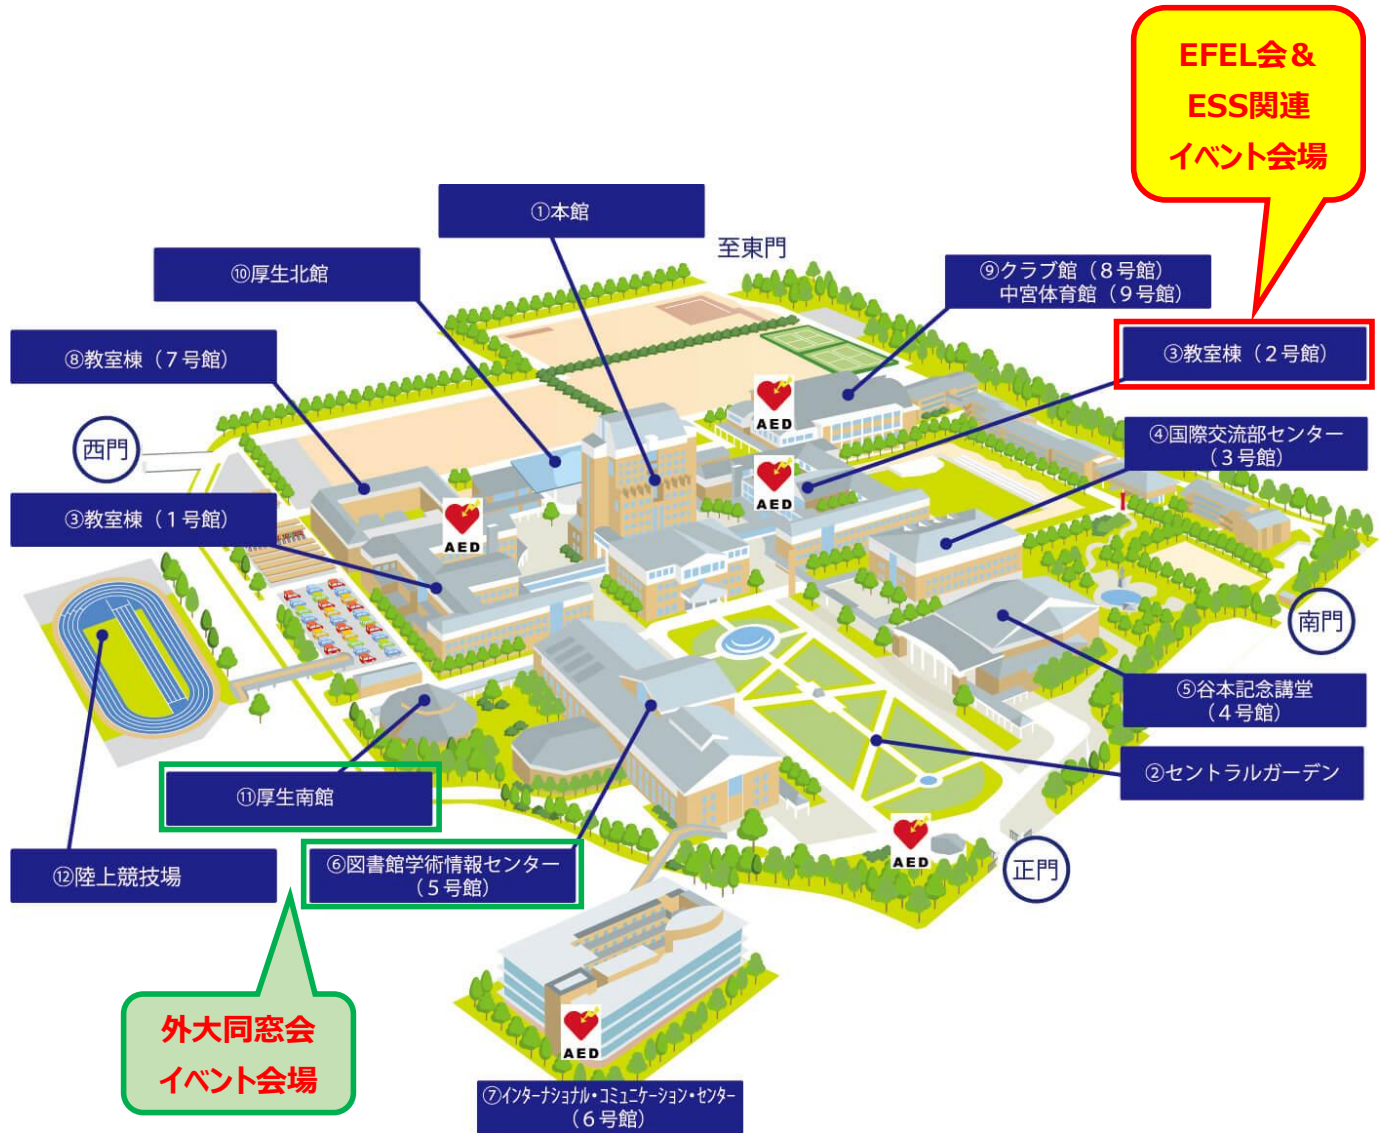 EFEL会＆
ESS関連
イベント会場
①本館
至東門
⑩厚生北館
⑨クラブ館（８号館）
中宮体育館（９号館）
⑧教室棟（７号館）
③教室棟（２号館）
AED
④国際交流部センター
（３号館）
西門
AED
③教室棟（１号館）
AED
南門
⑤谷本記念講堂
（４号館）
②セントラルガーデン
⑪厚生南館
AED
⑥図書館学術情報センター
（５号館）
正門
⑫陸上競技場
外大同窓会
イベント会場
AED
⑦インターナショナル・コミュニケーション・センター
（６号館）